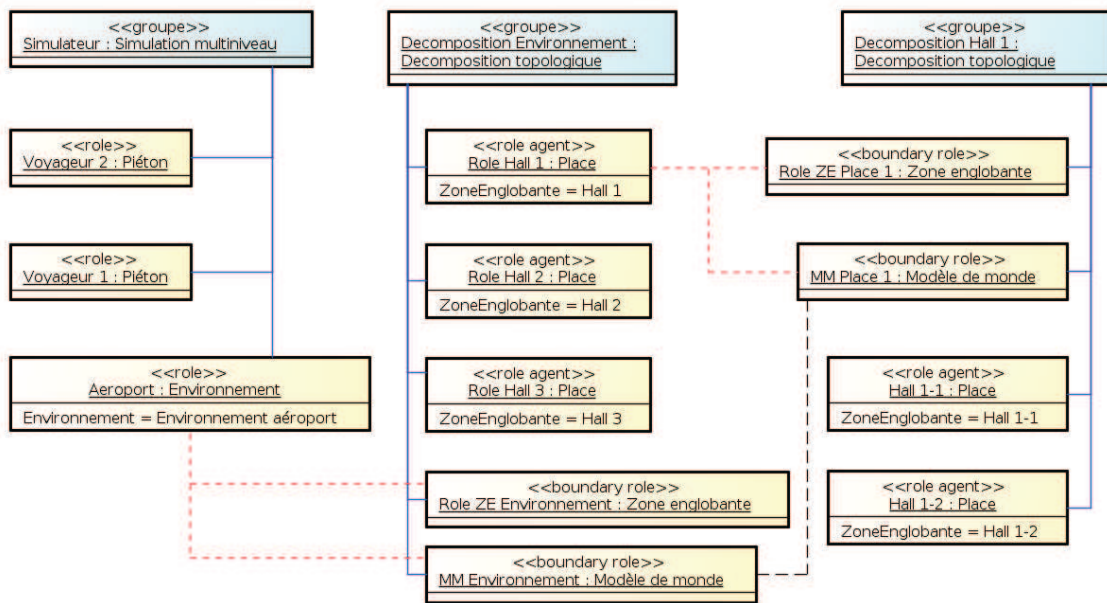 <<groupe>>
Simulateur : Simulation multiniveau
<<role>>
Voyageur 2 : Piéton
<<role>>
Voyageur 1 : Piéton
<<role>>
Aeroport : Environnement
Environnement = Environnement aéroport
<<groupe>>
Decomposition Environnement :
Decomposition topologique
<<role agent>>
Role Hall 1 : Place
ZoneEnglobante = Hall 1
<<role agent>>
Role Hall 2 : Place
ZoneEnglobante = Hall 2
<<role agent>>
Role Hall 3 : Place
ZoneEnglobante = Hall 3
<<boundary role>>
Role ZE Environnement : Zone englobante
<<boundary role>>
MM Environnement : Modèle de monde
<<groupe>>
Decomposition Hall 1 :
Decomposition topologique
<<boundary role>>
Role ZE Place 1 : Zone englobante
<<boundary role>>
MM Place 1 : Modèle de monde
<<role agent>>
Hall 1-1 : Place
ZoneEnglobante = Hall 1-1
<<role agent>>
Hall 1-2 : Place
ZoneEnglobante = Hall 1-2